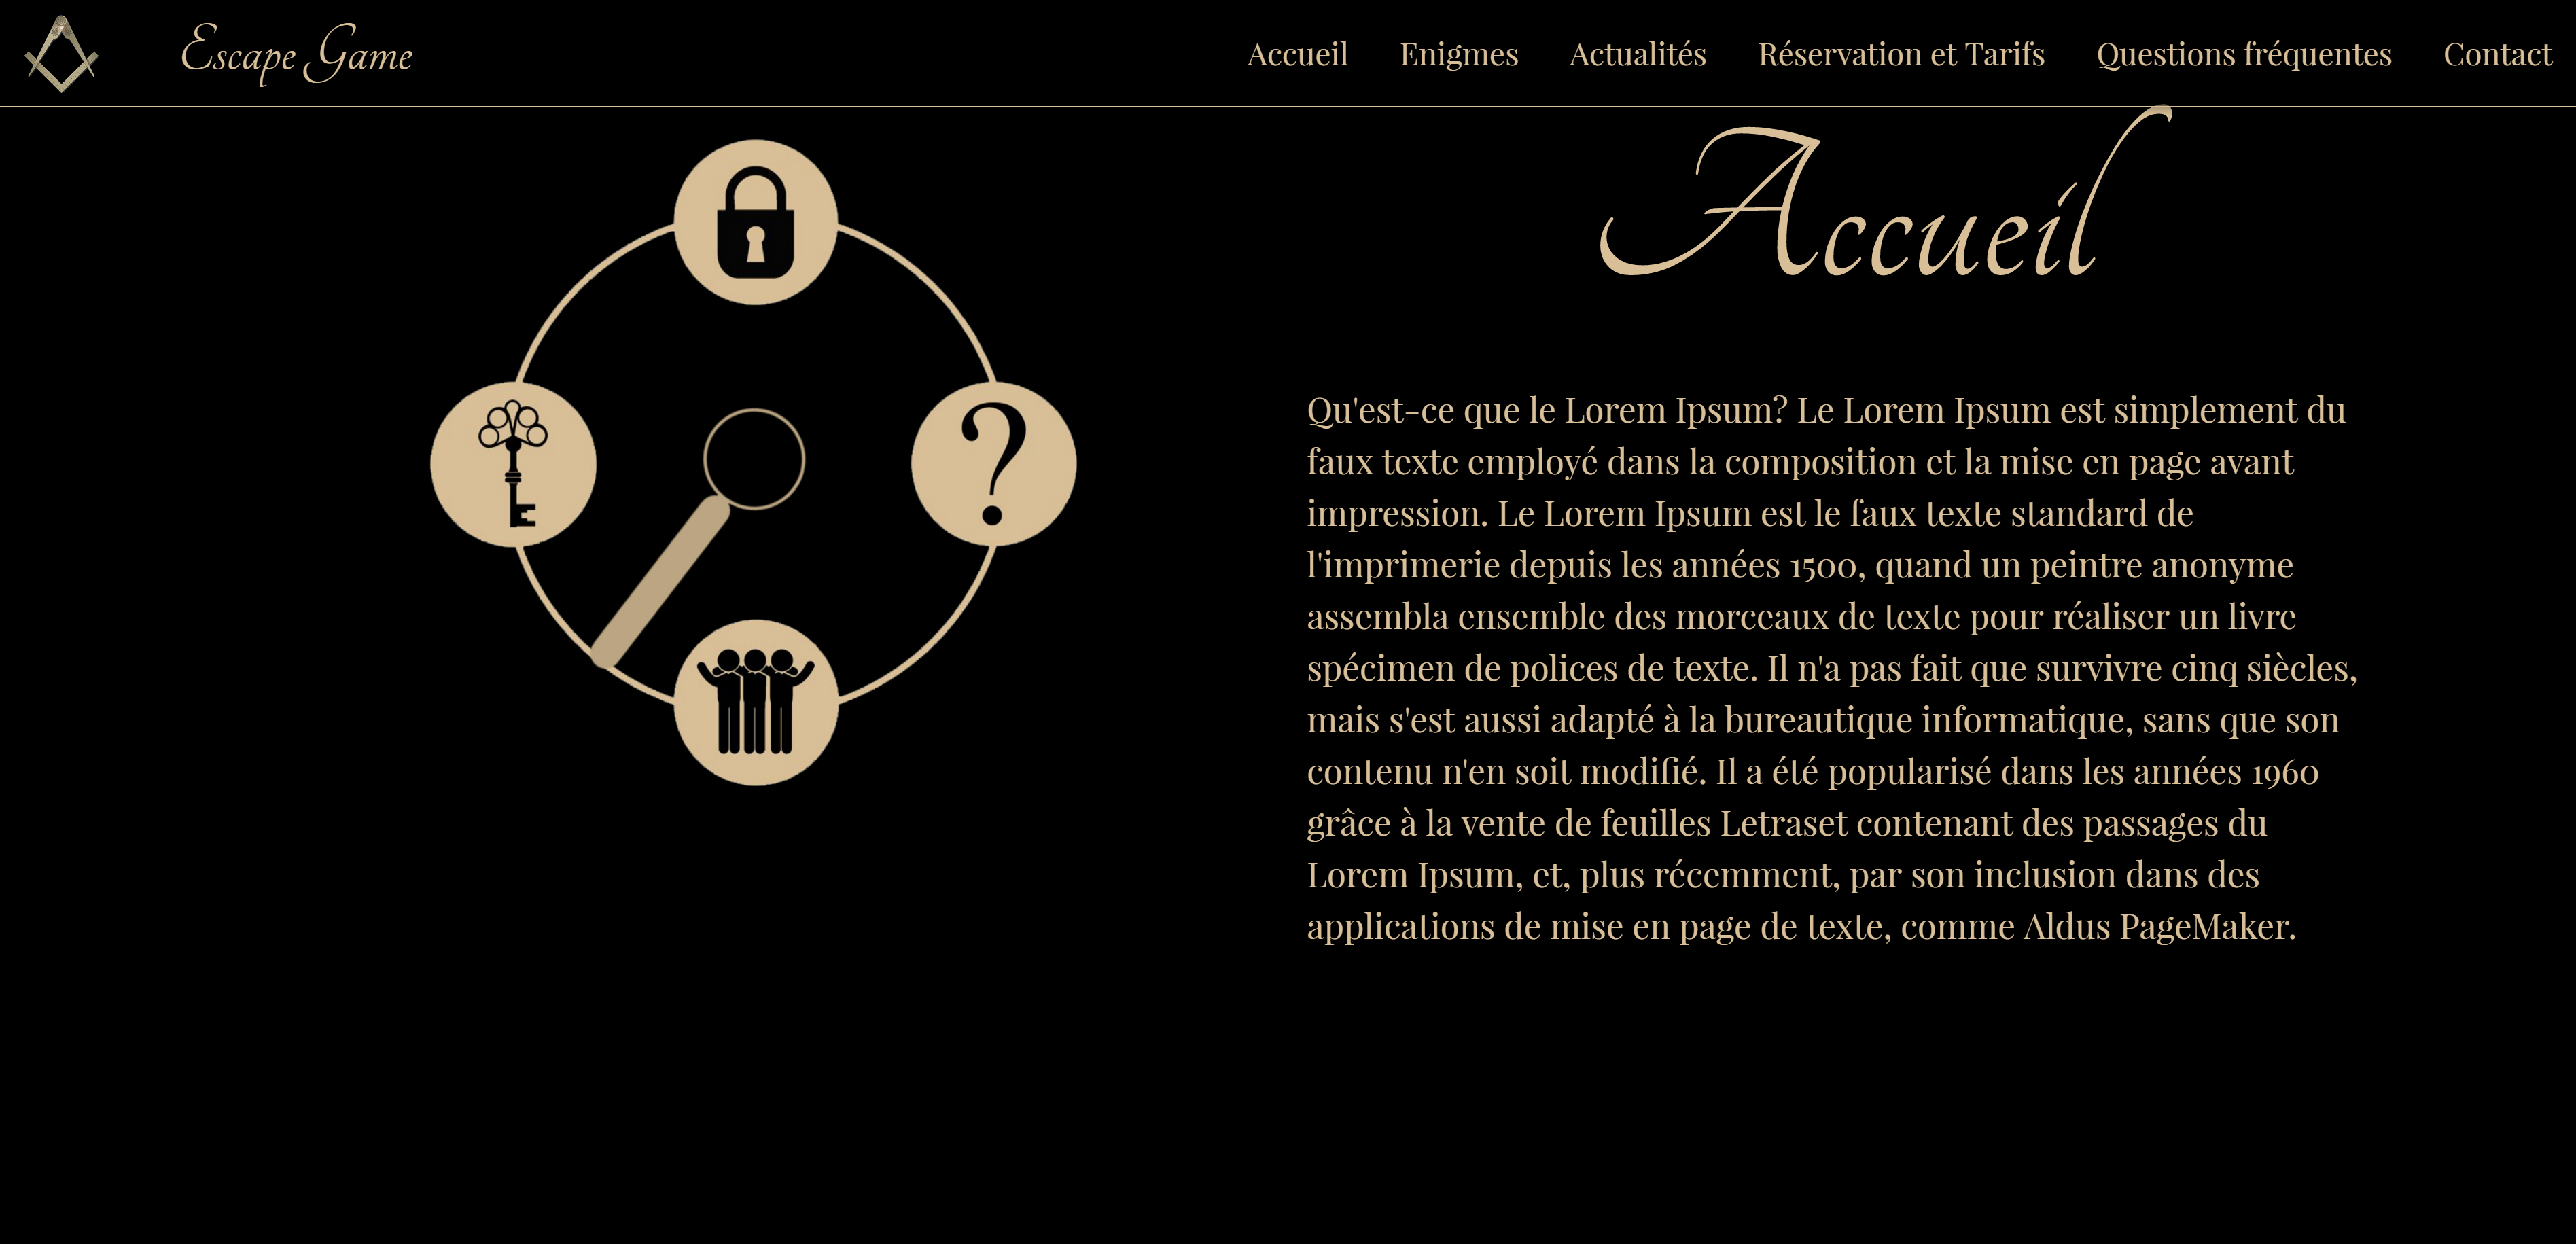 Escape Game
Accueil Enigmes Actualités Réservation et Tarifs Questions fréquentes Contact
Accueil
?
Qu'est-ce que le Lorem Ipsum? Le Lorem Ipsum est simplement du
faux texte employé dans la composition et la mise en page avant
impression. Le Lorem Ipsum est le faux texte standard de
l'imprimerie depuis les années 1500, quand un peintre anonyme
assembla ensemble des morceaux de texte pour réaliser un livre
spécimen de polices de texte. Il n'a pas fait que survivre cinq siècles,
mais s'est aussi adapté à la bureautique informatique, sans que son
contenu n'en soit modifié. Il a été popularisé dans les années 1960
grâce à la vente de feuilles Letraset contenant des passages du
Lorem Ipsum, et, plus récemment, par son inclusion dans des
applications de mise en page de texte, comme Aldus PageMaker.